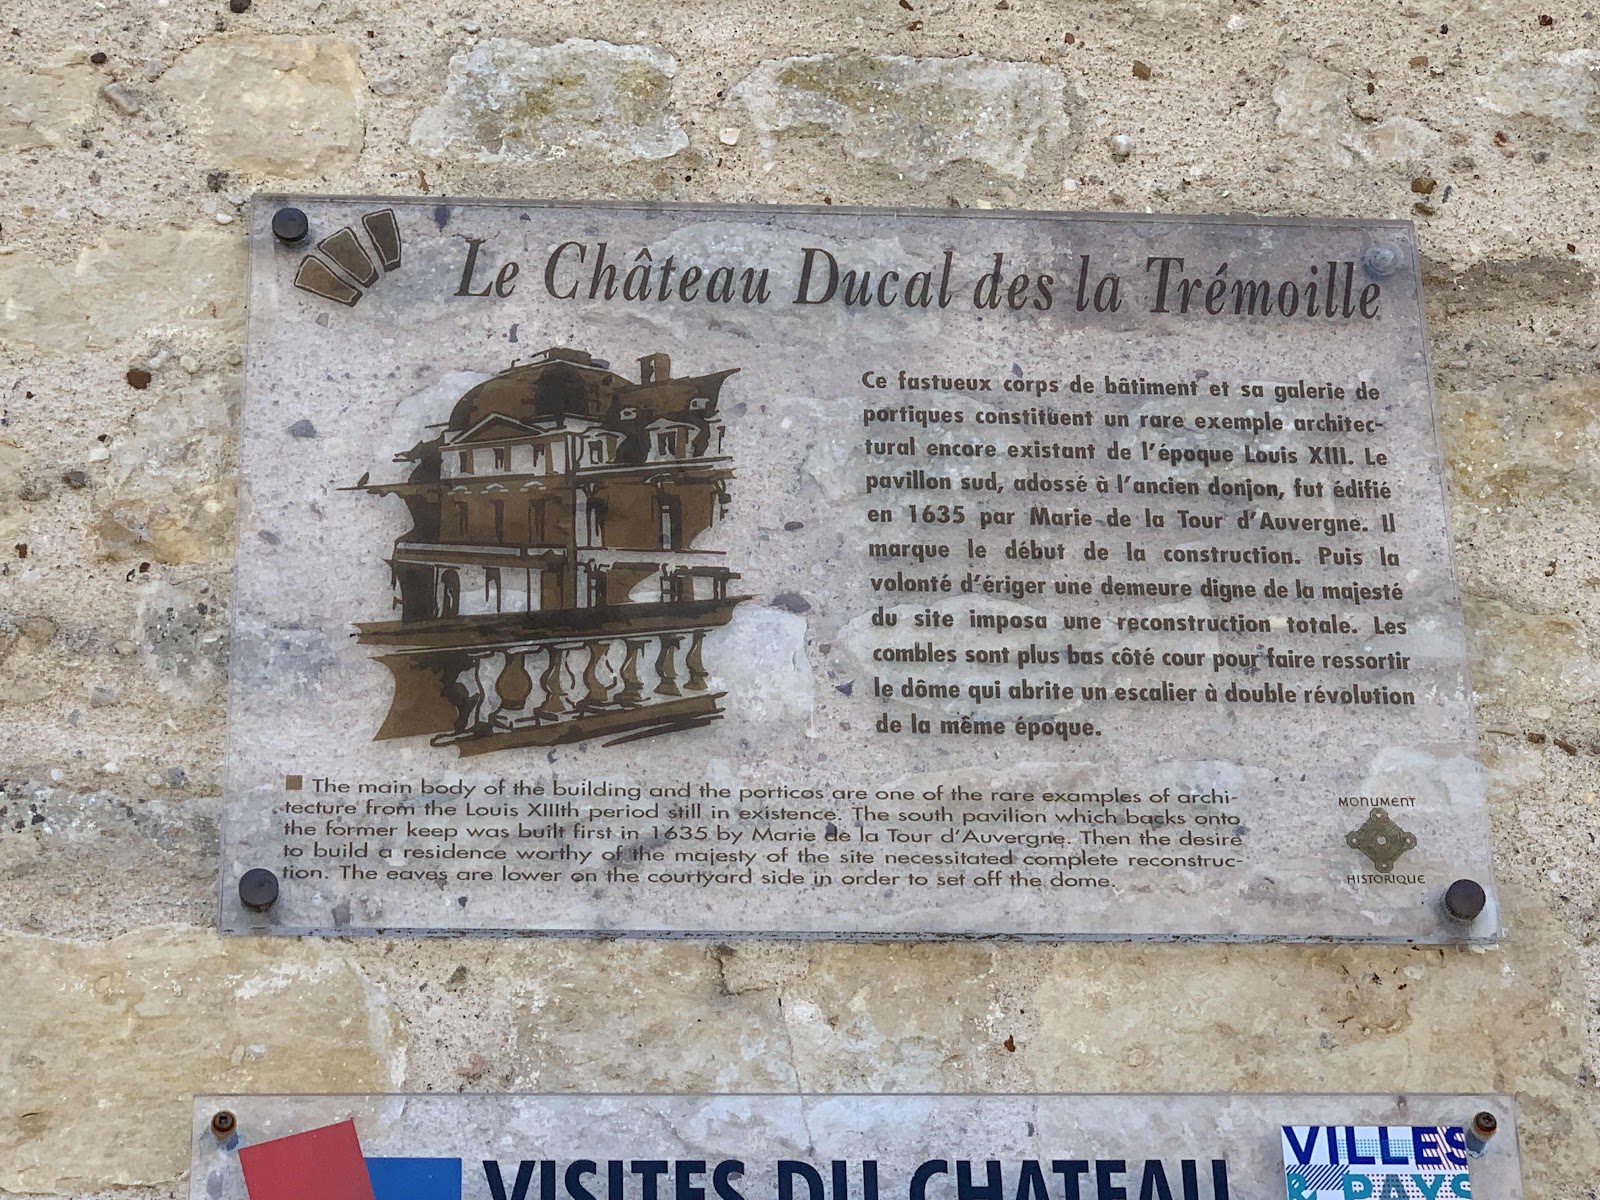 Le Château Ducal des la Trémoille
Ce fastueux corps de bâtiment et sa galerie de
portiques constituent un rare exemple architec-
tural encore existant de l'époque Louis XIII. Le
pavillon sud, adossé à l'ancien donjon, fut édifié
en 1635 par Marie de la Tour d'Auvergne. Il
marque le début de la construction. Puis la
volonté d'ériger une demeure digne de la majesté
du site imposa une reconstruction totale. Les
combles sont plus bas côté cour pour faire ressortir
le dôme qui abrite un escalier à double révolution
de la même époque.
The main body of the building and the porticos are one of the rare examples of archi-
tecture from the Louis XIIIth period still in existence. The south pavilion which backs onto
the former keep was built first in 1635 by Marie de la Tour d'Auvergne. Then the desire
to build a residence worthy of the majesty of the site necessitated complete reconstruc-
tion. The eaves are lower on the courtyard side in order to set off the dome.
MONUMENT
HISTORIQUE
VISITES DU CHATEAU
VILLES
& PAYS